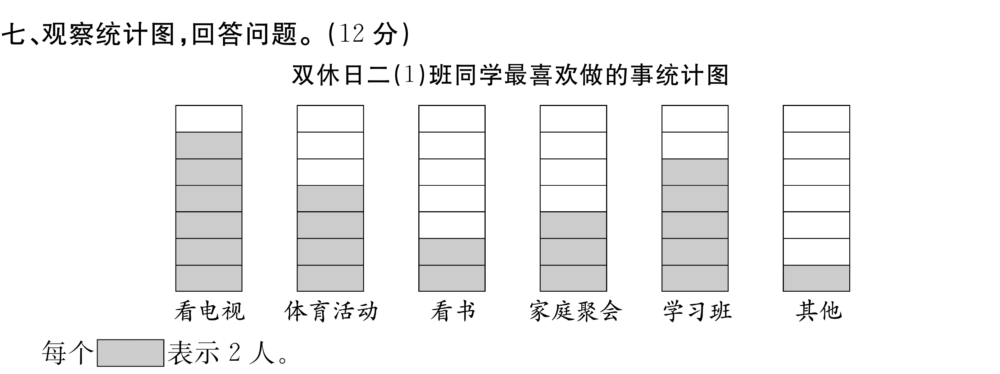 七、观察统计图,回答问题。(12 分)
双休日二(1)班同学最喜欢做的事统计图
看电视 体育活动 看书 家庭聚会 学习班 其他
每个 表示 2 人。